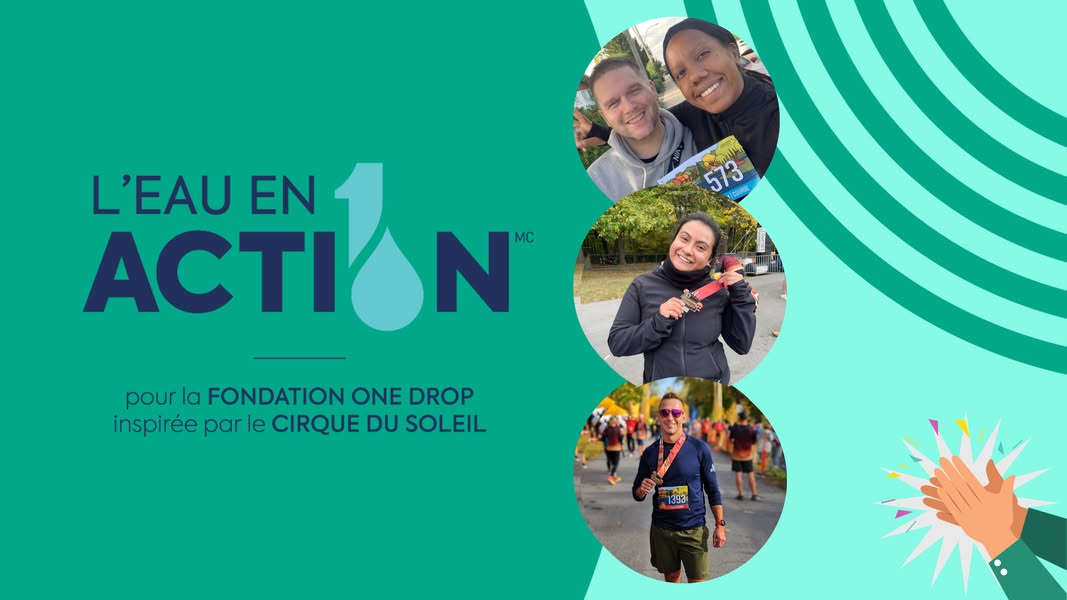 L'EAU EN
ACTION MC
pour la FONDATION ONE DROP
inspirée par le CIRQUE DU SOLEIL
573
1393